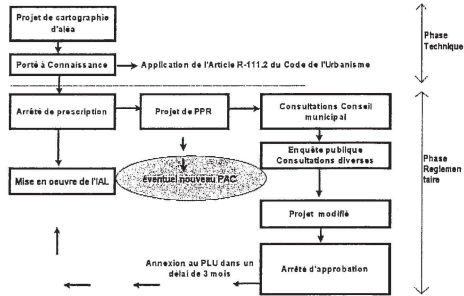 Projet de cartographie
d'aléa
Phase
Technique
Porté à Connaissance
Application de l'Article R-111.2 du Code de l'Urbanisme
Arrêté de prescription
Projet de PPR
Consultations Conseil
municipal
Enquête publique
Consultations diverses
Phase
Réglemen
taire
Mise en oeuvre de l'IAL
éventuel nouveau PAC
Projet modifié
Annexion au PLU dans un
délai de 3 mois
Arrêté d'approbation